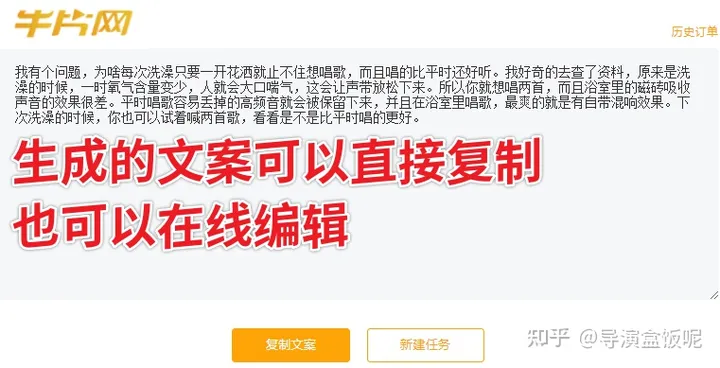 牛片网
历史订单
我有个问题，为啥每次洗澡只要一开花洒就止不住想唱歌，而且唱的比平时还好听。我好奇的去查了资料，原来是洗
澡的时候，一时氧气含量变少，人就会大口喘气，这会让声带放松下来。所以你就想唱两首，而且浴室里的磁砖吸收
声音的效果很差。平时唱歌容易丢掉的高频音就会被保留下来，并且在浴室里唱歌，最爽的就是有自带混响效果。下
次洗澡的时候，你也可以试着喊两首歌，看看是不是比平时唱的更好。
生成的文案可以直接复制
也可以在线编辑
复制文案
新建任务
知乎 @导演盒饭呢